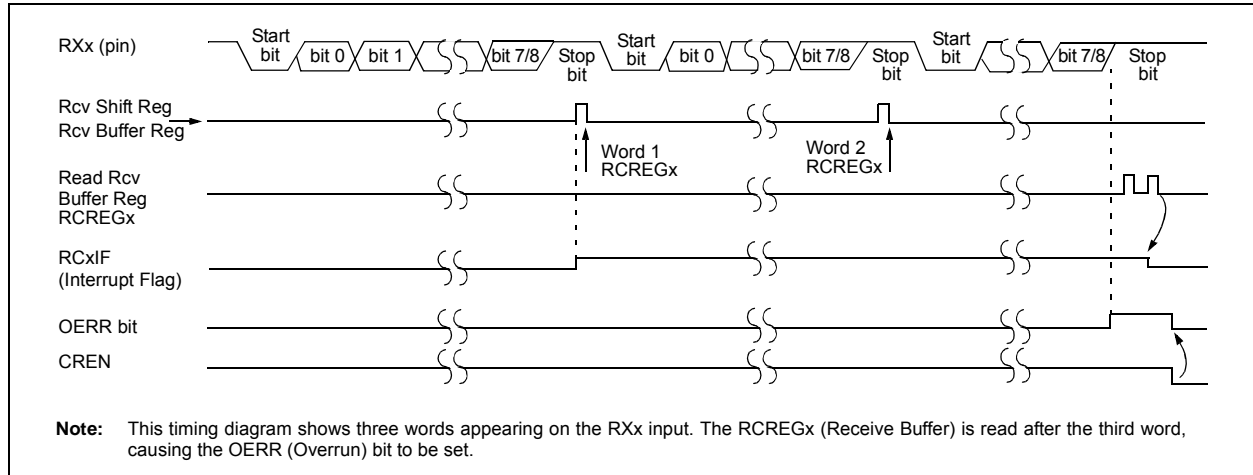 RXx (pin)
Start bit
bit 0
bit 1
bit 7/8
Stop bit
Start bit
bit 0
bit 7/8
Stop bit
Start bit
bit 7/8
Stop bit
Rcv Shift Reg
Rcv Buffer Reg
Word 1
RCREGx
Word 2
RCREGx
Read Rcv
Buffer Reg
RCREGx
RCxIF
(Interrupt Flag)
OERR bit
CREN
Note: This timing diagram shows three words appearing on the RXx input. The RCREGx (Receive Buffer) is read after the third word,
causing the OERR (Overrun) bit to be set.